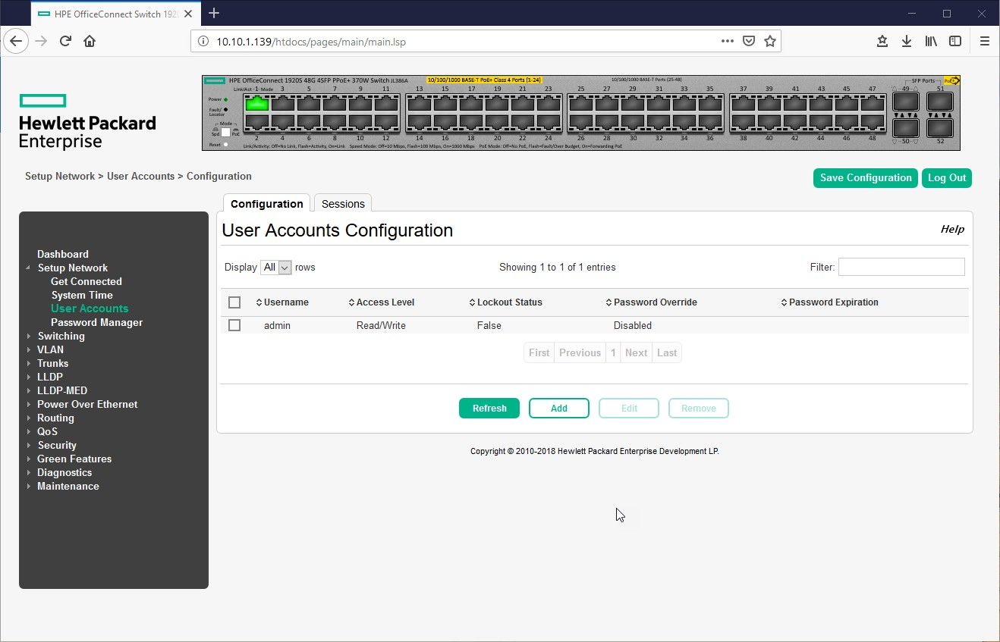 HPE OfficeConnect Switch 1920
10.10.1.139/htdocs/pages/main/main.lsp
HPE OfficeConnect 1920S 48G 4SFP PPoE+ 370W Switch JL386A
10/100/1000 BASE-T PoE+ Class 4 Ports (1-24)
10/100/1000 BASE-T Ports (25-48)
SFP Ports
PoE+
Link/Act -1- Mode 3 5 7 9 11 13 15 17 19 21 23 25 27 29 31 33 35 37 39 41 43 45 47 49 51
Power
Fault/
Locator
Mode
Spd PoE
Reset
2 4 6 8 10 12 14 16 18 20 22 24 26 28 30 32 34 36 38 40 42 44 46 48 50 52
Link/Activity: Off=No Link, Flash=Activity, On=Link Speed Mode: Off=10 Mbps, Flash=100 Mbps, On=1000 Mbps PoE Mode: Off=No PoE, Flash=Fault/Over Budget, On=Forwarding PoE
Hewlett Packard
Enterprise
Setup Network > User Accounts > Configuration
Save Configuration
Log Out
Dashboard
Setup Network
Get Connected
System Time
User Accounts
Password Manager
Switching
VLAN
Trunks
LLDP
LLDP-MED
Power Over Ethernet
Routing
QoS
Security
Green Features
Diagnostics
Maintenance
Configuration
Sessions
User Accounts Configuration
Help
Display All rows
Showing 1 to 1 of 1 entries
Filter:
Username Access Level Lockout Status Password Override Password Expiration
admin Read/Write False Disabled
First Previous 1 Next Last
Refresh Add Edit Remove
Copyright © 2010-2018 Hewlett Packard Enterprise Development LP.